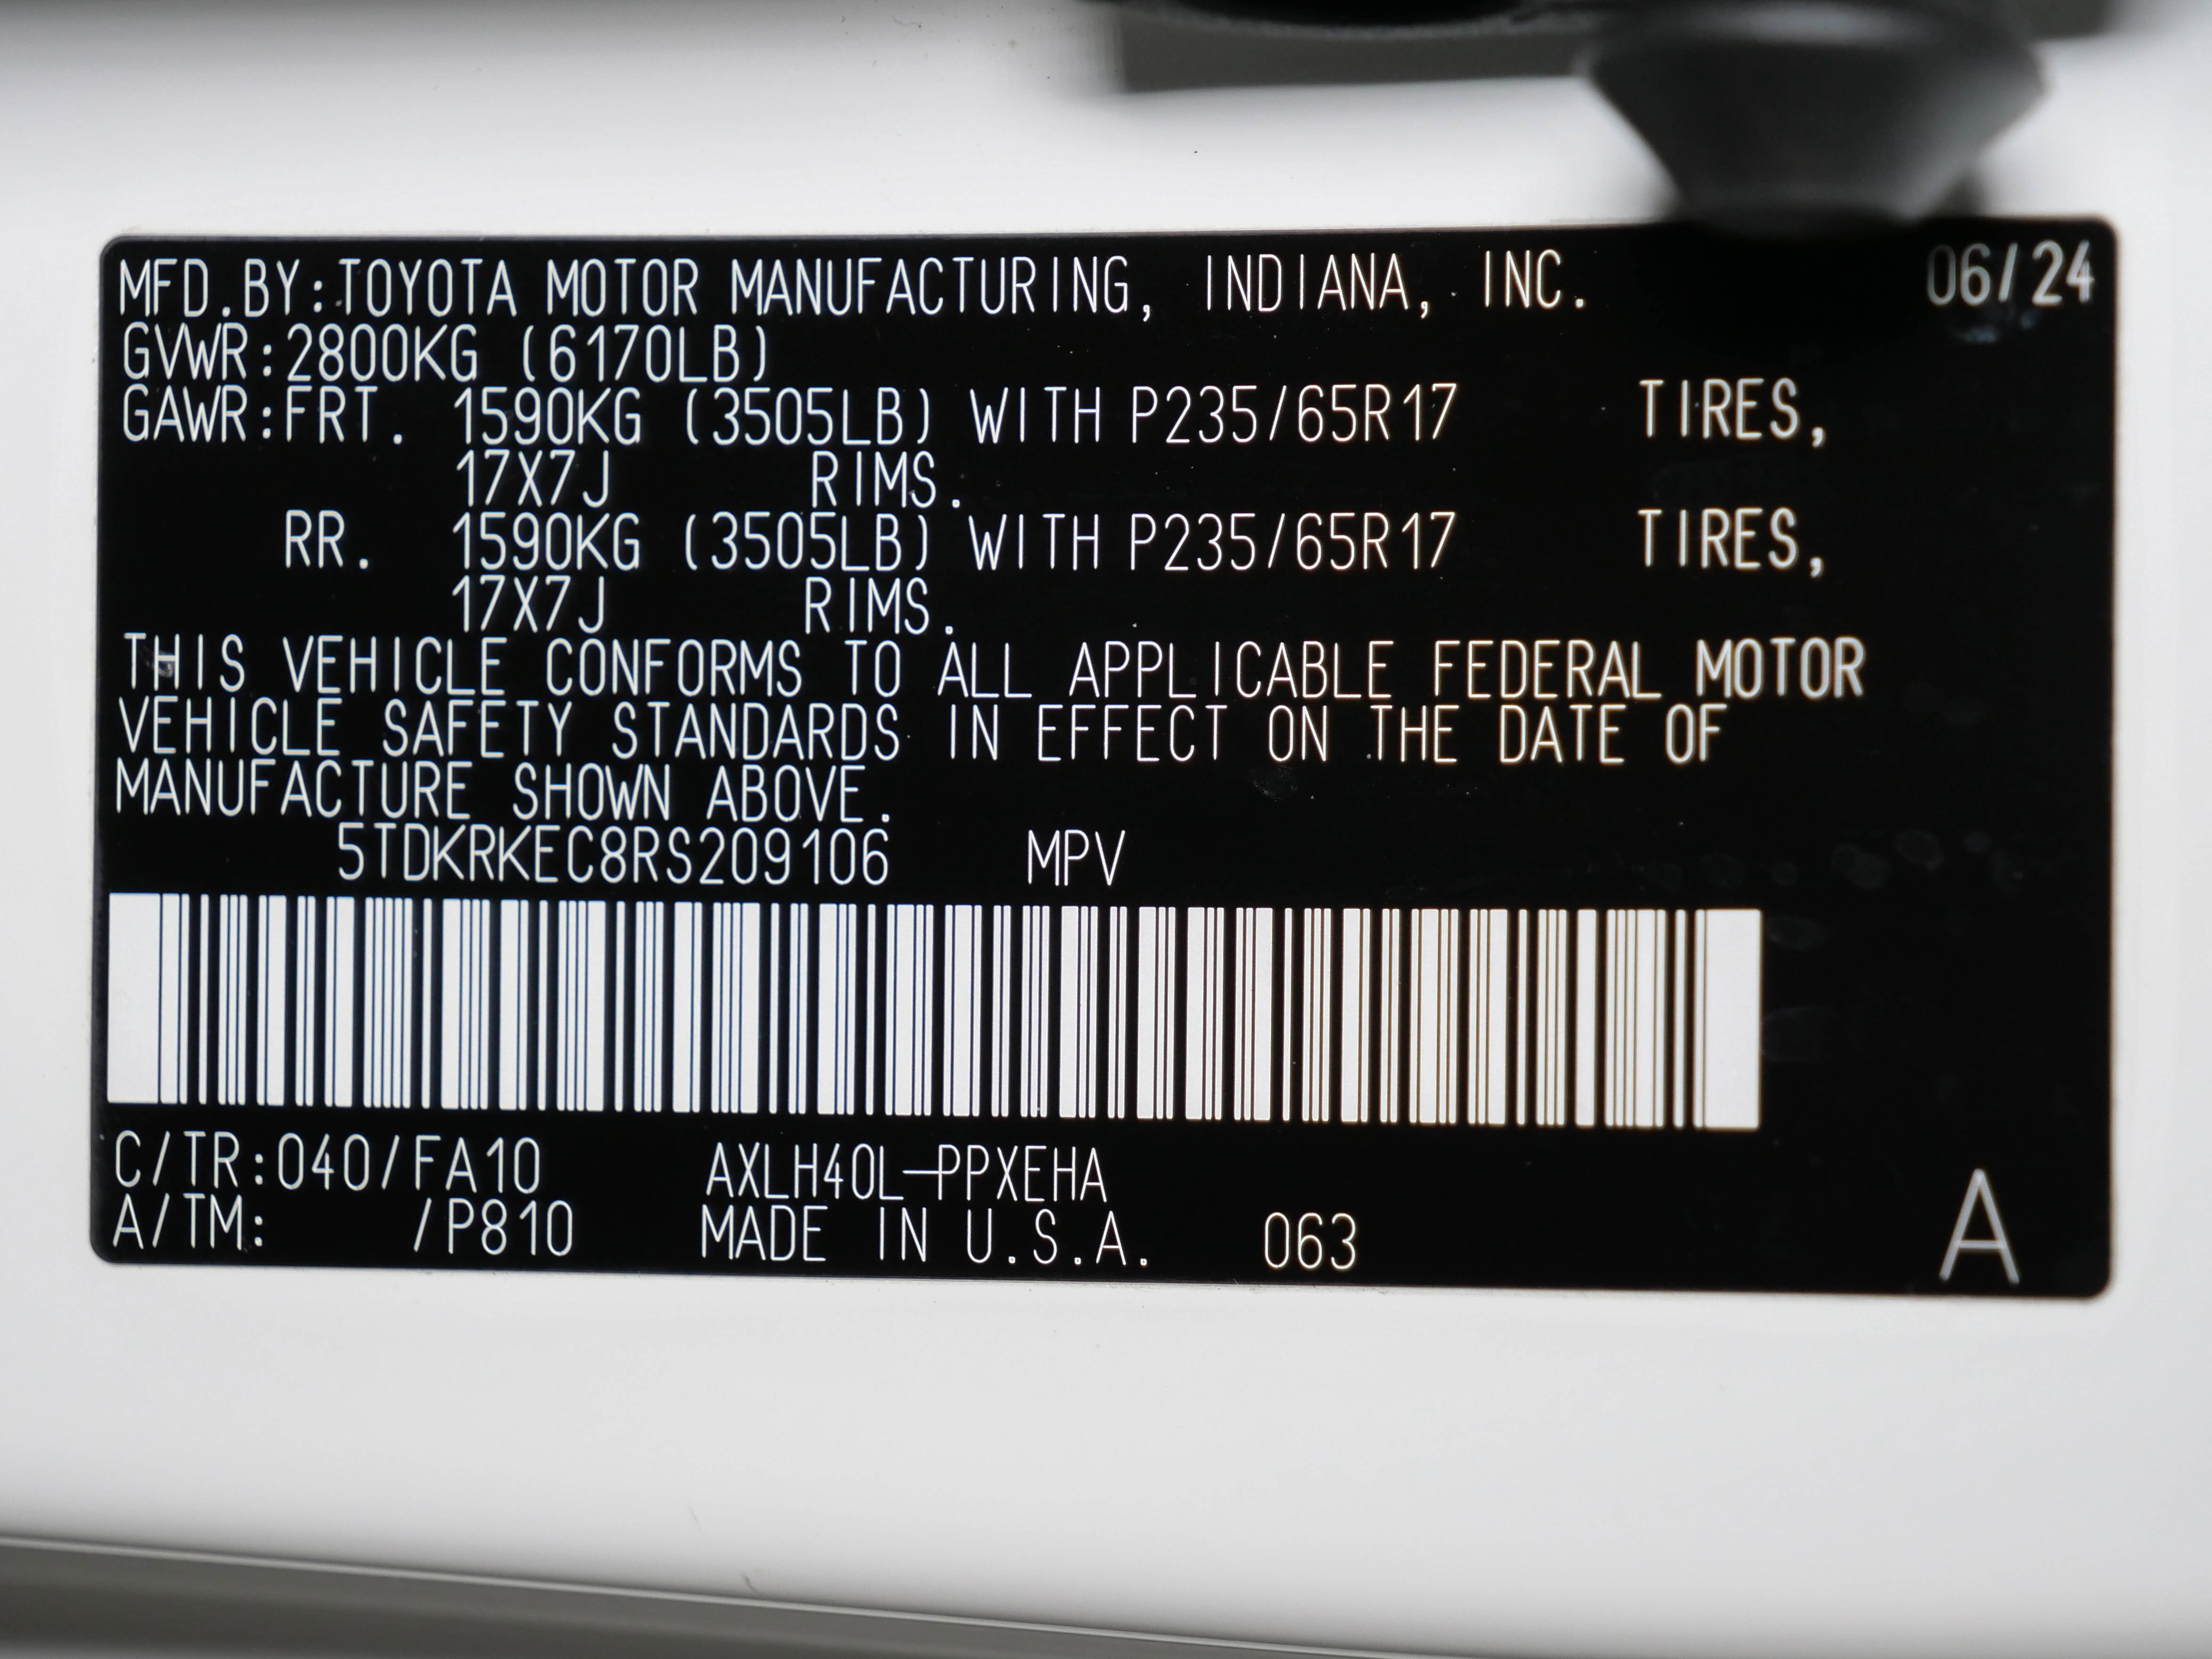 MFD.BY:TOYOTA MOTOR MANUFACTURING, INDIANA, INC. 06/24
GVWR:2800KG (6170LB)
GAWR:FRT. 1590KG (3505LB) WITH P235/65R17 TIRES,
17X7J RIMS.
RR. 1590KG (3505LB) WITH P235/65R17 TIRES,
17X7J RIMS.
THIS VEHICLE CONFORMS TO ALL APPLICABLE FEDERAL MOTOR
VEHICLE SAFETY STANDARDS IN EFFECT ON THE DATE OF
MANUFACTURE SHOWN ABOVE.
5TDKRKEC8RS209106 MPV
C/TR:040/FA10 AXLH40L-PPXEHA
A/TM: /P810 MADE IN U.S.A. 063 A